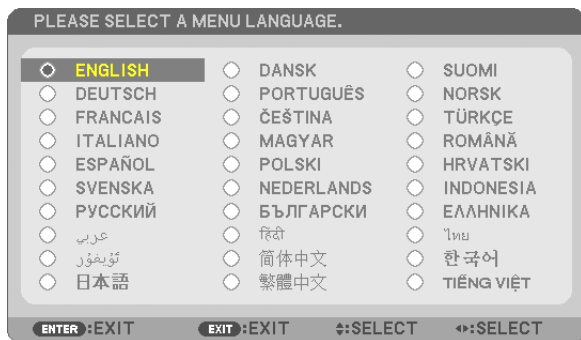 PLEASE SELECT A MENU LANGUAGE.
ENGLISH DANSK SUOMI
DEUTSCH PORTUGUÊS NORSK
FRANCAIS ČEŠTINA TÜRKÇE
ITALIANO MAGYAR ROMÂNĂ
ESPAÑOL POLSKI HRVATSKI
SVENSKA NEDERLANDS INDONESIA
РУССКИЙ БЪЛГАРСКИ ΕΛΛΗΝΙΚΑ
عربي हिंदी ไทย
ئۇيغۇر 简体中文 한국어
日本語 繁體中文 TIẾNG VIỆT
ENTER :EXIT EXIT :EXIT :SELECT :SELECT